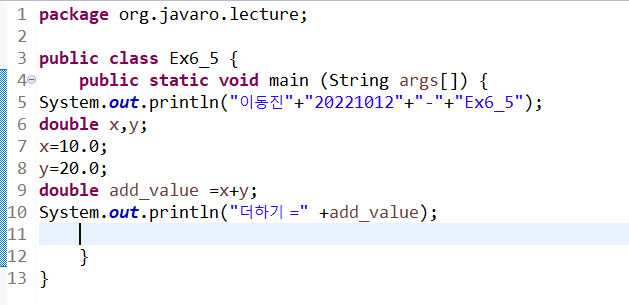 1 package org.javaro.lecture;
2
3 public class Ex6_5 {
4 public static void main (String args[]) {
5 System.out.println("이동진"+"20221012"+"-"+"Ex6_5");
6 double x,y;
7 x=10.0;
8 y=20.0;
9 double add_value =x+y;
10 System.out.println("더하기 =" +add_value);
11
12 }
13 }